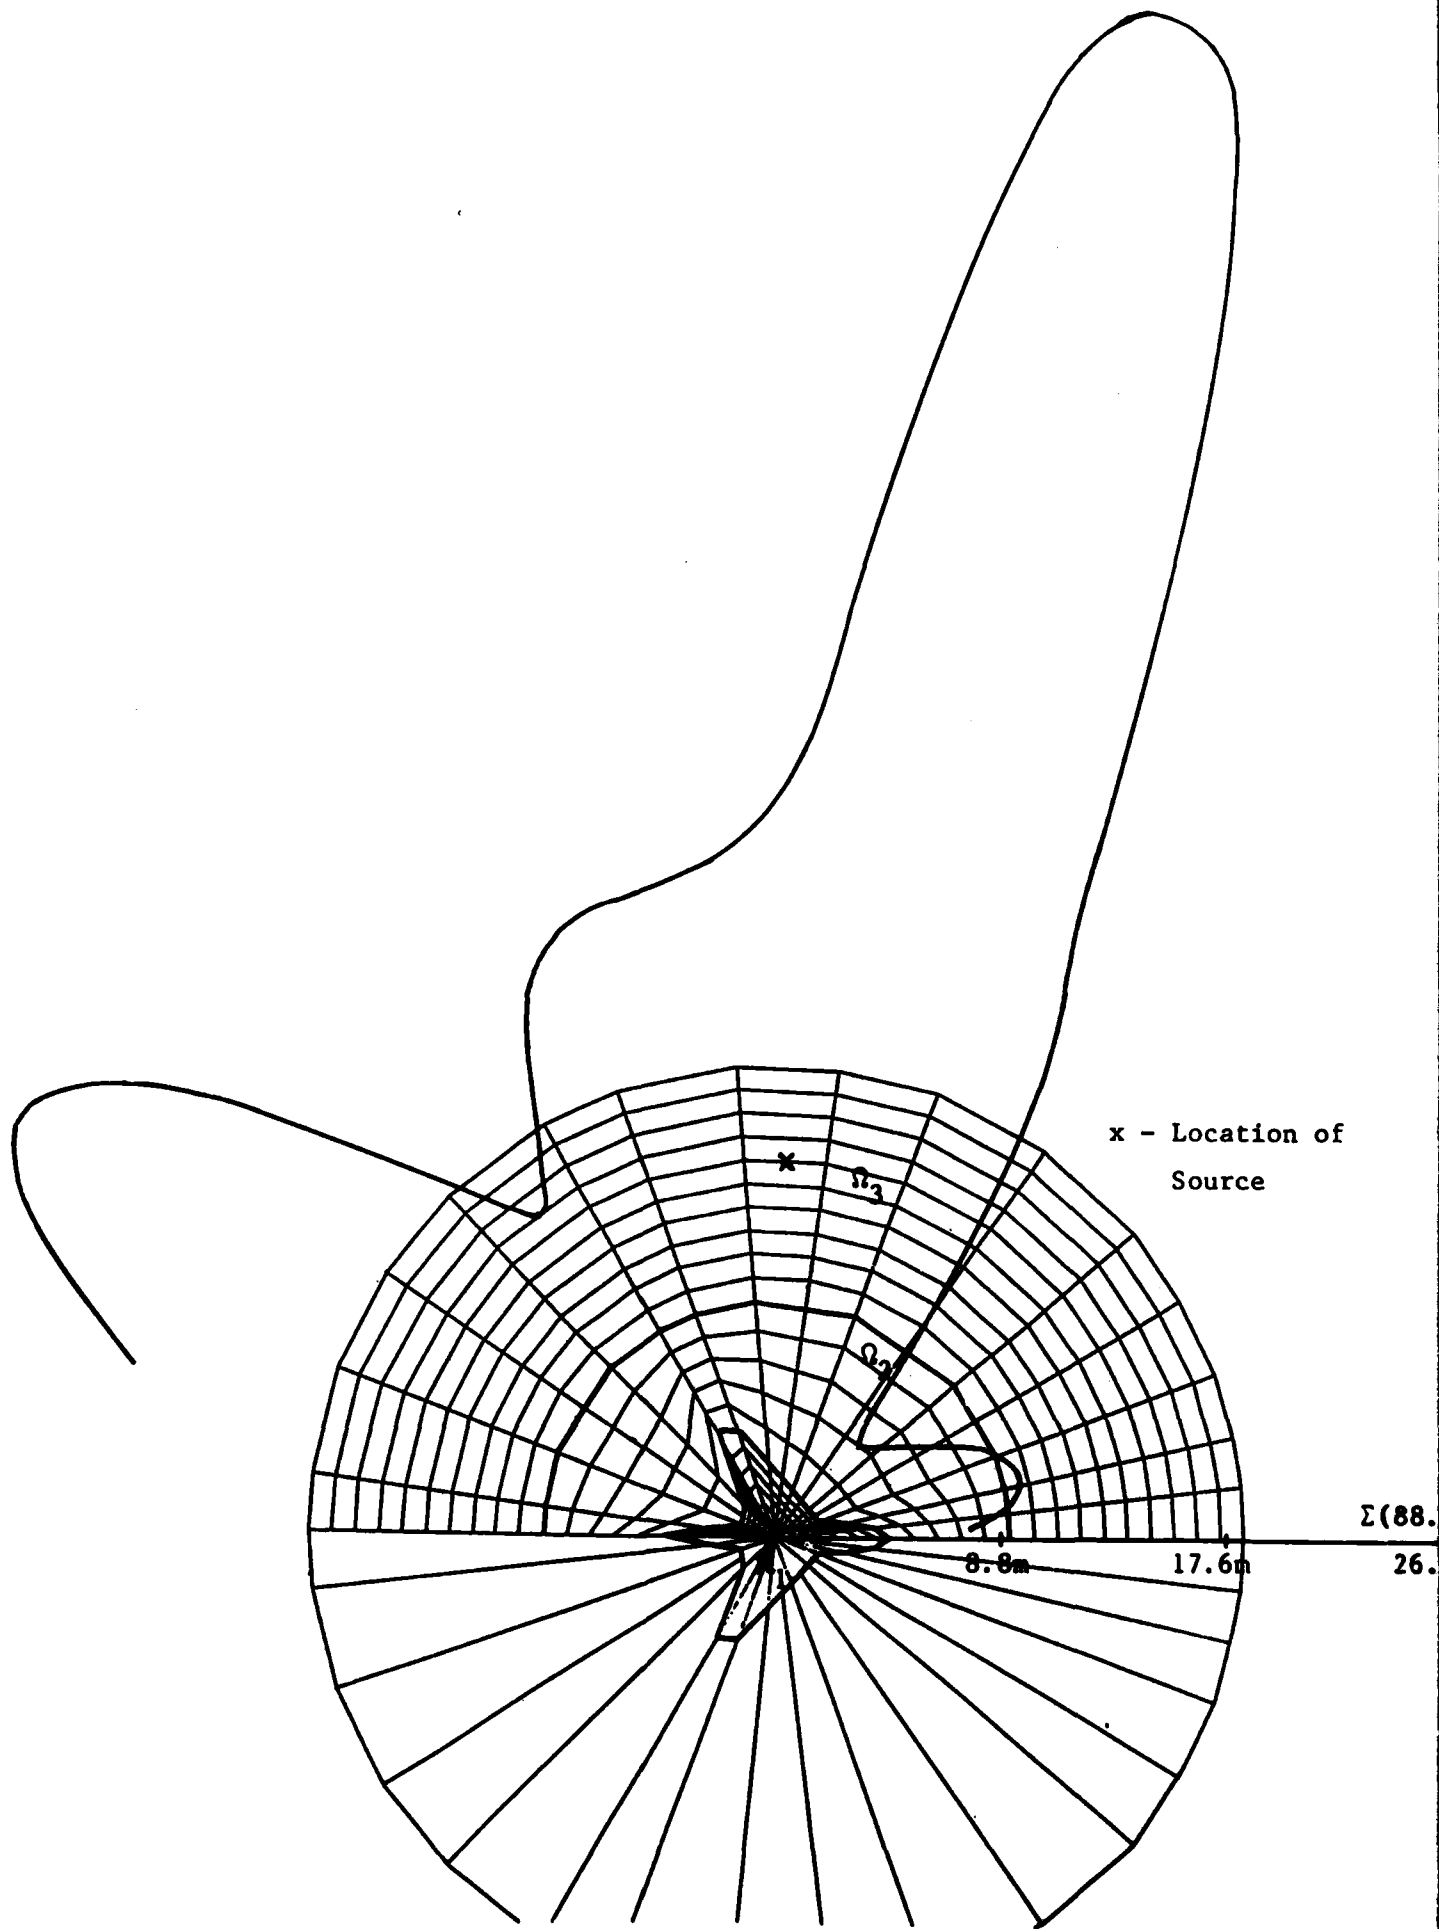 x - Location of
Source
Ω3
Ω2
Σ(88.
8.8m
17.6m
26.